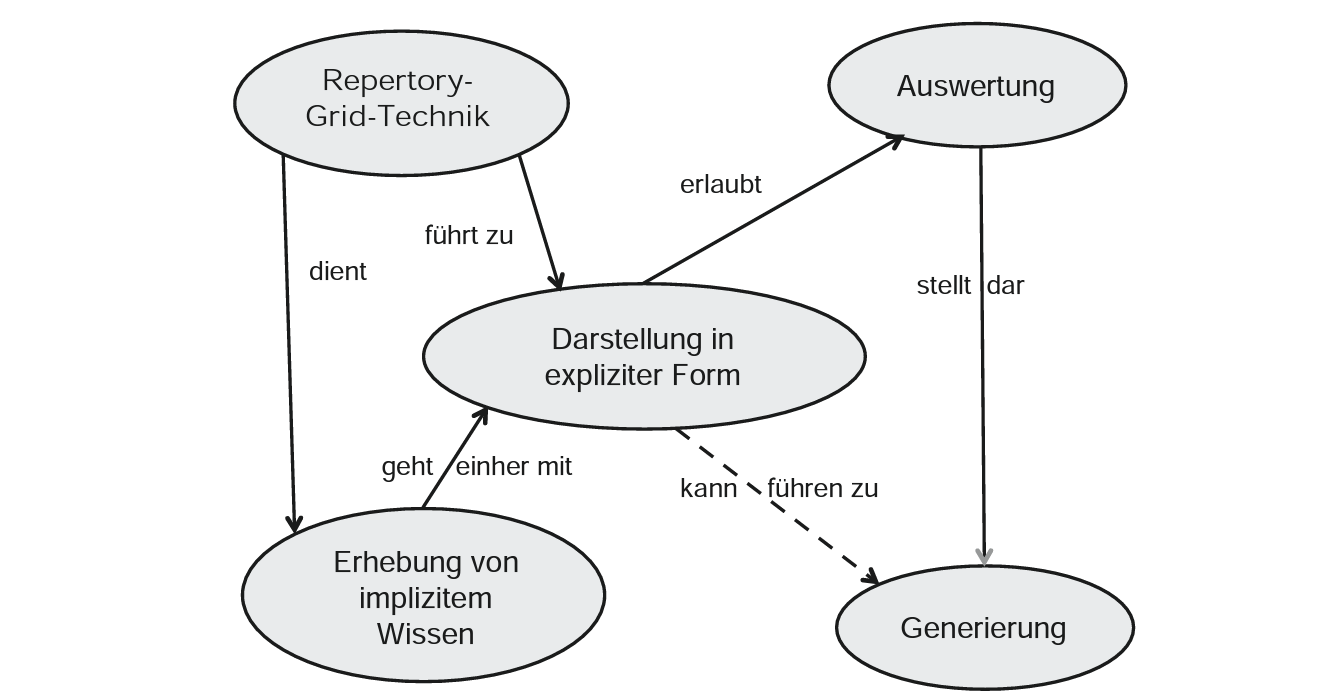 Repertory-
Grid-Technik
Auswertung
erlaubt
führt zu
dient
stellt dar
Darstellung in
expliziter Form
geht einher mit
kann führen zu
Erhebung von
implizitem
Wissen
Generierung